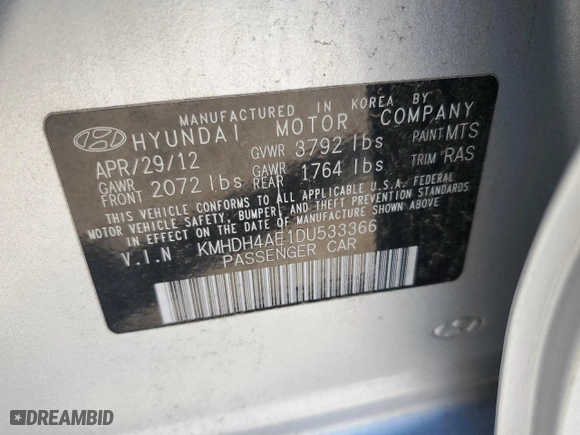 MANUFACTURED IN KOREA BY
HYUNDAI MOTOR COMPANY
APR/29/12 GVWR 3792 lbs PAINT MTS
GAWR FRONT 2072 lbs GAWR REAR 1764 lbs TRIM RAS
THIS VEHICLE CONFORMS TO ALL APPLICABLE U.S.A. FEDERAL
MOTOR VEHICLE SAFETY, BUMPER, AND THEFT PREVENTION
STANDARDS IN EFFECT ON THE DATE OF MANUFACTURE
V.I.N KMHDH4AE1DU533366
PASSENGER CAR
DREAMBID